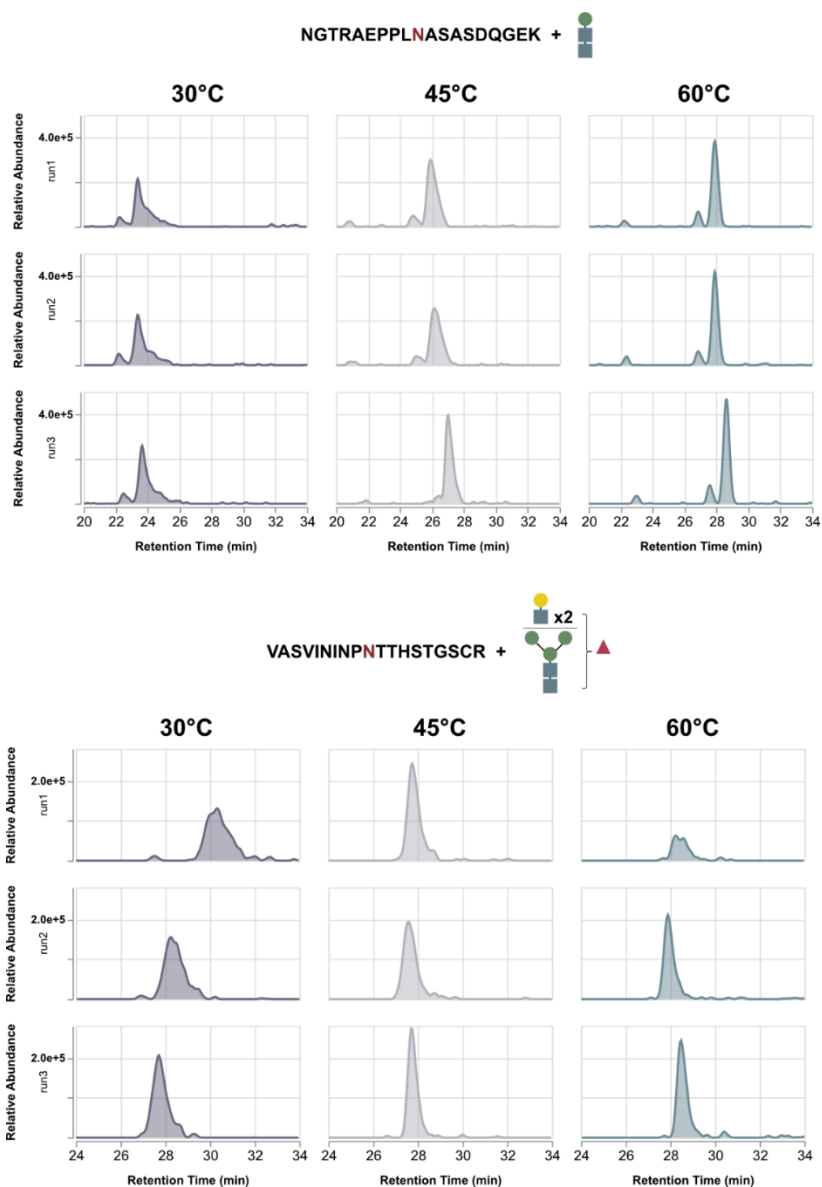 NGTRAEPPLNASASDQGEK +
30°C 45°C 60°C
Relative Abundance
run1
4.0e+5
Relative Abundance
run2
4.0e+5
Relative Abundance
run3
4.0e+5
20 22 24 26 28 30 32 34 20 22 24 26 28 30 32 34 20 22 24 26 28 30 32 34
Retention Time (min) Retention Time (min) Retention Time (min)
x2
VASVININPNTTHSTGSCR +
30°C 45°C 60°C
Relative Abundance
run1
2.0e+5
Relative Abundance
run2
2.0e+5
Relative Abundance
run3
2.0e+5
24 26 28 30 32 34 24 26 28 30 32 34 24 26 28 30 32 34
Retention Time (min) Retention Time (min) Retention Time (min)